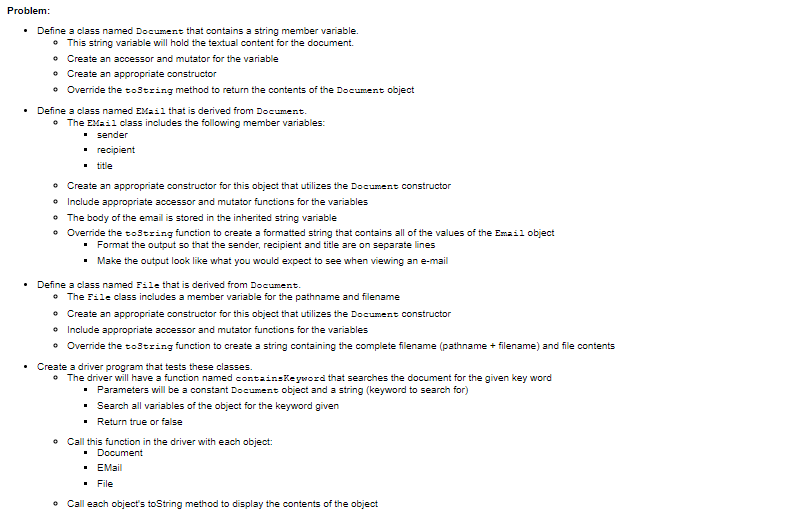 Problem:
• Define a class named Document that contains a string member variable.
o This string variable will hold the textual content for the document.
o Create an accessor and mutator for the variable
o Create an appropriate constructor
o Override the toString method to return the contents of the Document object
• Define a class named EMail that is derived from Document.
o The EMail class includes the following member variables:
▪ sender
▪ recipient
▪ title
o Create an appropriate constructor for this object that utilizes the Document constructor
o Include appropriate accessor and mutator functions for the variables
o The body of the email is stored in the inherited string variable
o Override the toString function to create a formatted string that contains all of the values of the Email object
▪ Format the output so that the sender, recipient and title are on separate lines
▪ Make the output look like what you would expect to see when viewing an e-mail
• Define a class named File that is derived from Document.
o The File class includes a member variable for the pathname and filename
o Create an appropriate constructor for this object that utilizes the Document constructor
o Include appropriate accessor and mutator functions for the variables
o Override the toString function to create a string containing the complete filename (pathname + filename) and file contents
• Create a driver program that tests these classes.
o The driver will have a function named containsKeyword that searches the document for the given key word
▪ Parameters will be a constant Document object and a string (keyword to search for)
▪ Search all variables of the object for the keyword given
▪ Return true or false
o Call this function in the driver with each object:
▪ Document
▪ EMail
▪ File
o Call each object's toString method to display the contents of the object